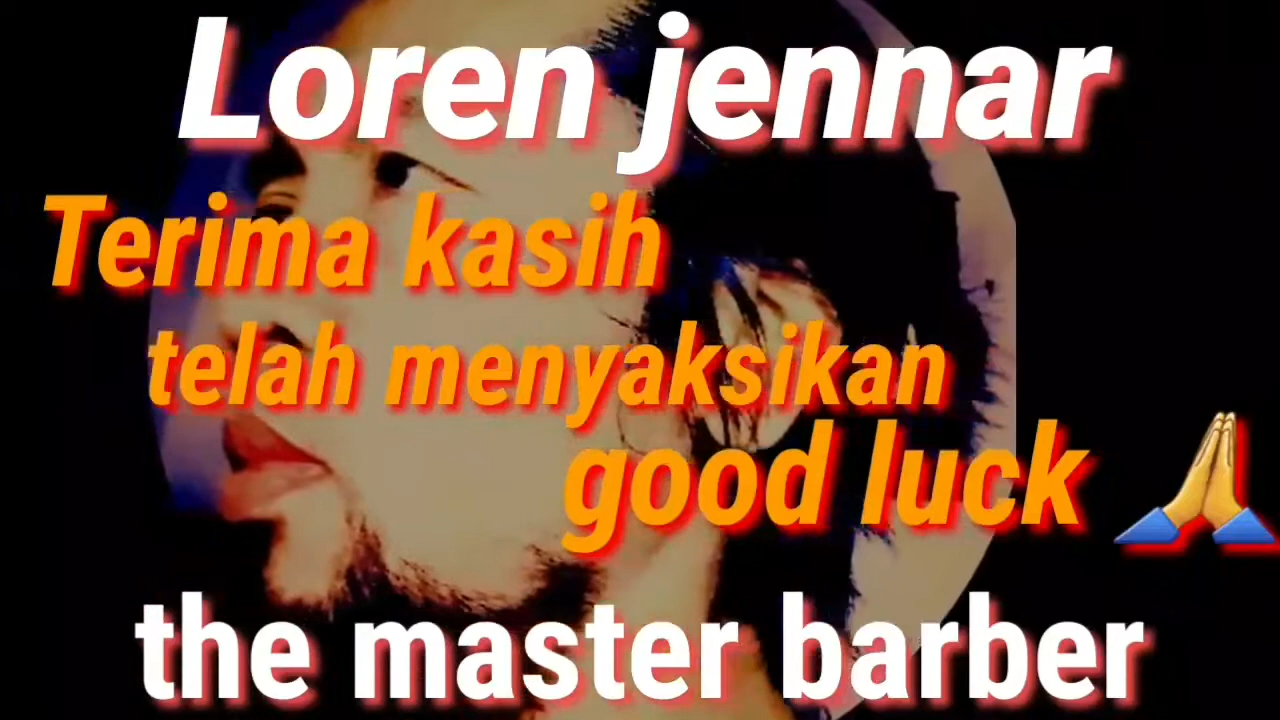 Loren jennar
Terima kasih
telah menyaksikan
good luck 🙏
the master barber